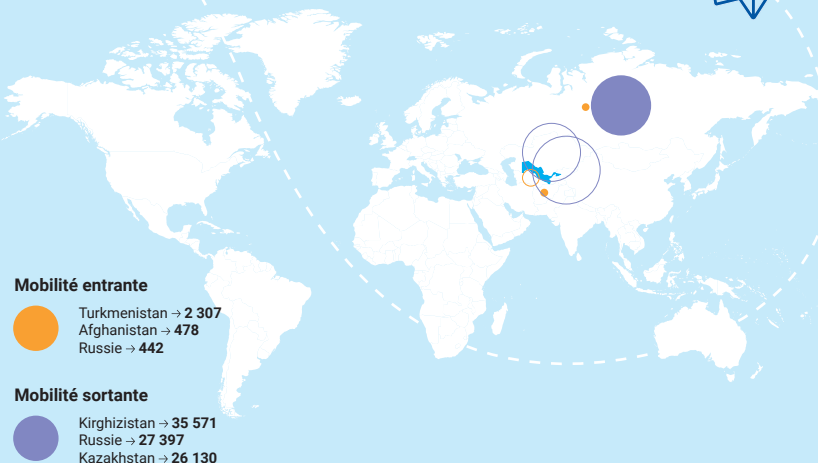 Mobilité entrante
Turkmenistan → 2 307
Afghanistan → 478
Russie → 442
Mobilité sortante
Kirghizistan → 35 571
Russie → 27 397
Kazakhstan → 26 130